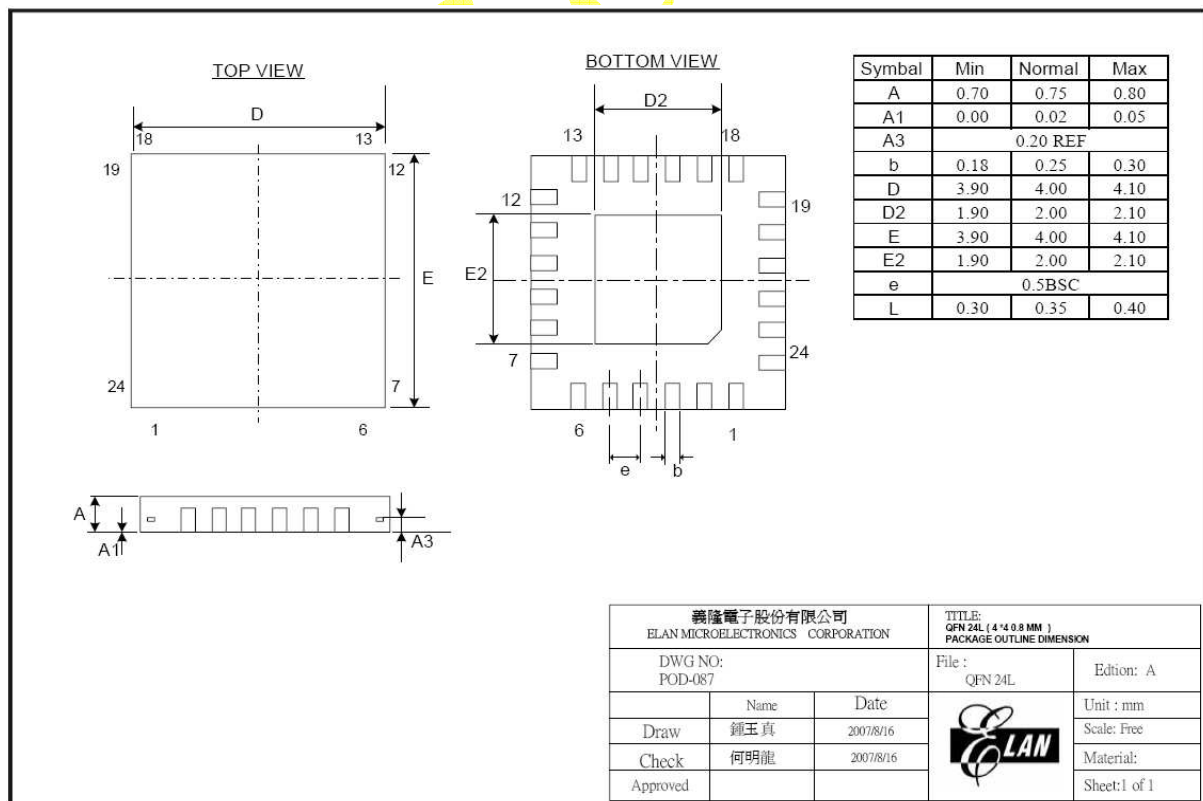 TOP VIEW
D
18 13
19 12
E
24 7
1 6
BOTTOM VIEW
D2
13 18
12 19
E2
7 24
6 1
e b
A
A1 A3
Symbal Min Normal Max
A 0.70 0.75 0.80
A1 0.00 0.02 0.05
A3 0.20 REF
b 0.18 0.25 0.30
D 3.90 4.00 4.10
D2 1.90 2.00 2.10
E 3.90 4.00 4.10
E2 1.90 2.00 2.10
e 0.5BSC
L 0.30 0.35 0.40
義隆電子股份有限公司
ELAN MICROELECTRONICS CORPORATION
TITLE:
QFN 24L ( 4 *4 0.8 MM )
PACKAGE OUTLINE DIMENSION
DWG NO:
POD-087
File :
QFN 24L
Edtion: A
Name Date
Draw 鍾玉真 2007/8/16
Check 何明龍 2007/8/16
Approved
ELAN
Unit : mm
Scale: Free
Material:
Sheet:1 of 1